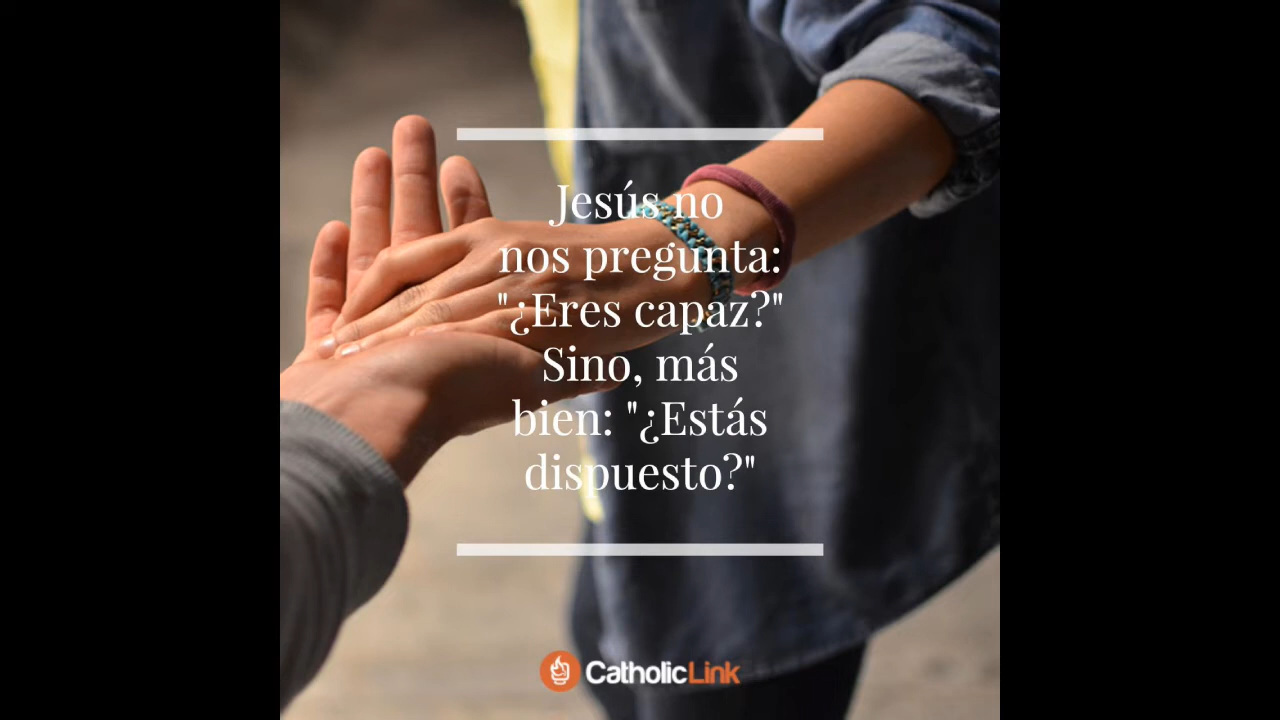 Jesús no
nos pregunta:
"¿Eres capaz?"
Sino, más
bien: "¿Estás
dispuesto?"
CatholicLink